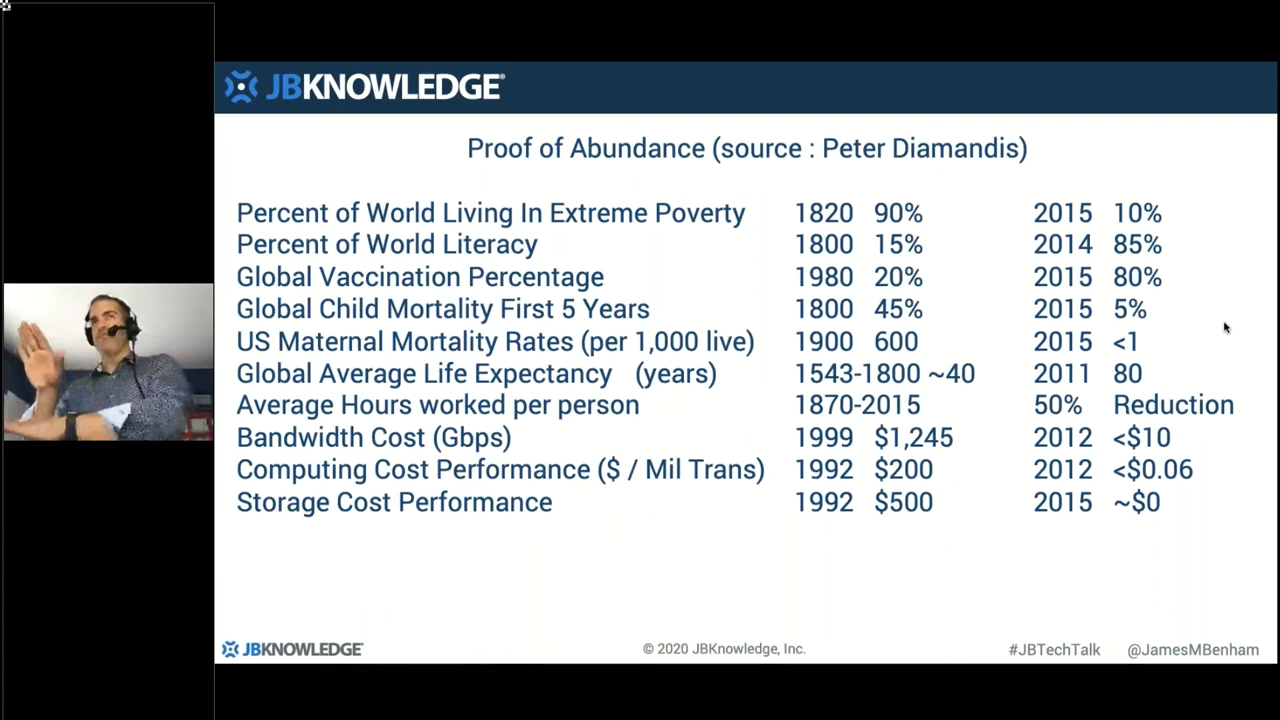 JBKNOWLEDGE®
Proof of Abundance (source : Peter Diamandis)
Percent of World Living In Extreme Poverty 1820 90% 2015 10%
Percent of World Literacy 1800 15% 2014 85%
Global Vaccination Percentage 1980 20% 2015 80%
Global Child Mortality First 5 Years 1800 45% 2015 5%
US Maternal Mortality Rates (per 1,000 live) 1900 600 2015 <1
Global Average Life Expectancy (years) 1543-1800 ~40 2011 80
Average Hours worked per person 1870-2015 50% Reduction
Bandwidth Cost (Gbps) 1999 $1,245 2012 <$10
Computing Cost Performance ($ / Mil Trans) 1992 $200 2012 <$0.06
Storage Cost Performance 1992 $500 2015 ~$0
JBKNOWLEDGE © 2020 JBKnowledge, Inc. #JBTechTalk @JamesMBenham